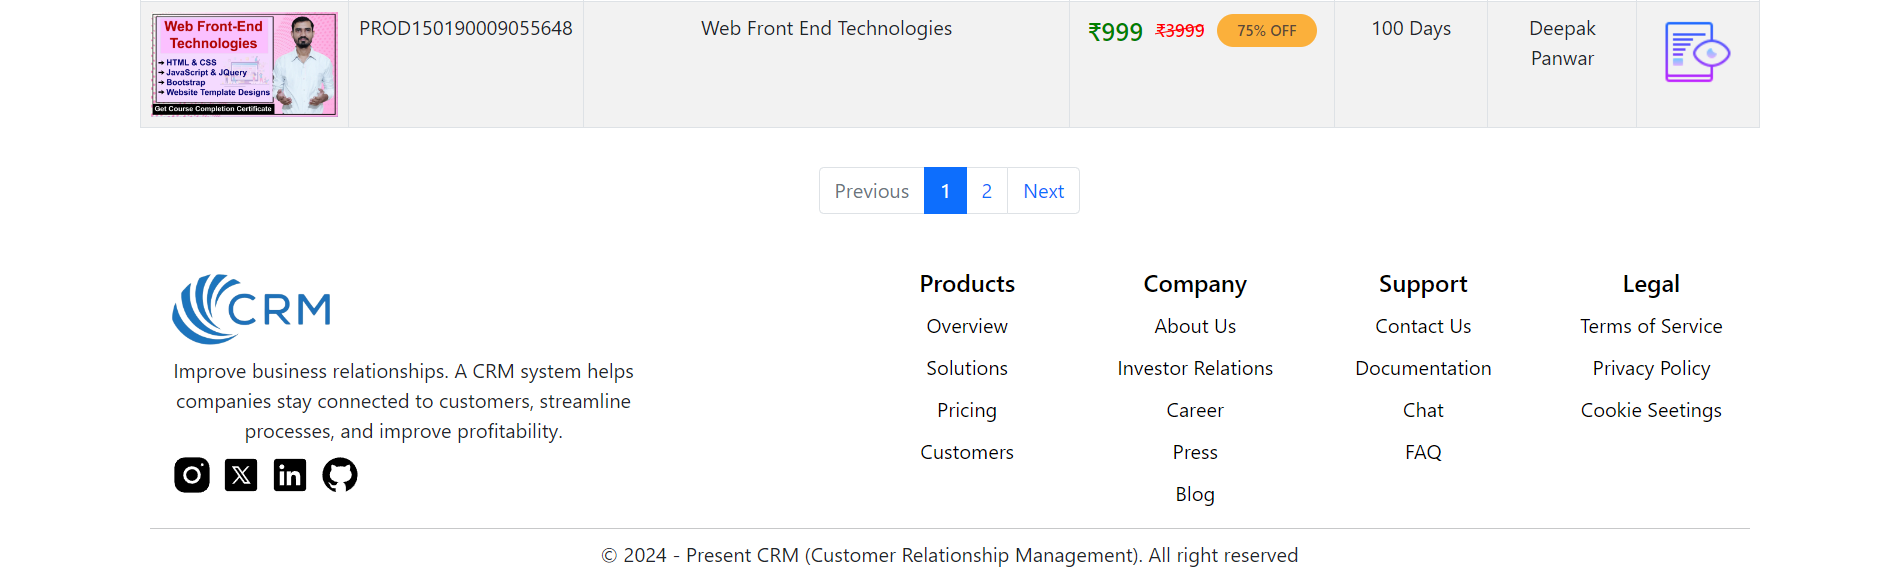 Web Front-End
Technologies
➔ HTML & CSS
➔ JavaScript & JQuery
➔ Bootstrap
➔ Website Template Designs
Get Course Completion Certificate
PROD150190009055648
Web Front End Technologies
₹999 ₹3999 75% OFF
100 Days
Deepak
Panwar
Previous 1 2 Next
CRM
Improve business relationships. A CRM system helps
companies stay connected to customers, streamline
processes, and improve profitability.
Products
Overview
Solutions
Pricing
Customers
Company
About Us
Investor Relations
Career
Press
Blog
Support
Contact Us
Documentation
Chat
FAQ
Legal
Terms of Service
Privacy Policy
Cookie Seetings
© 2024 - Present CRM (Customer Relationship Management). All right reserved